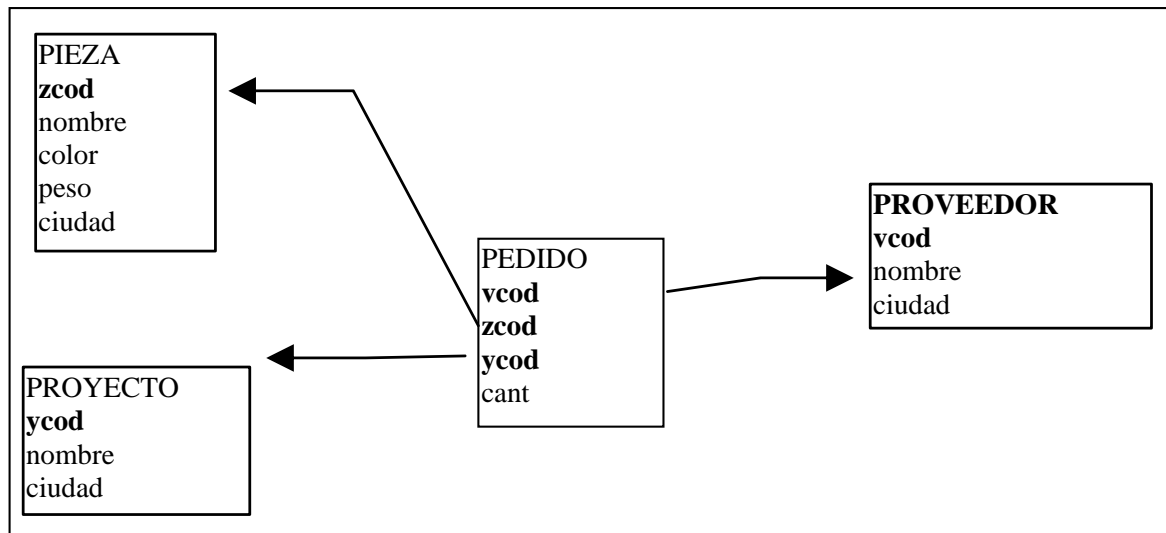 PIEZA
zcod
nombre
color
peso
ciudad
PROYECTO
ycod
nombre
ciudad
PEDIDO
vcod
zcod
ycod
cant
PROVEEDOR
vcod
nombre
ciudad